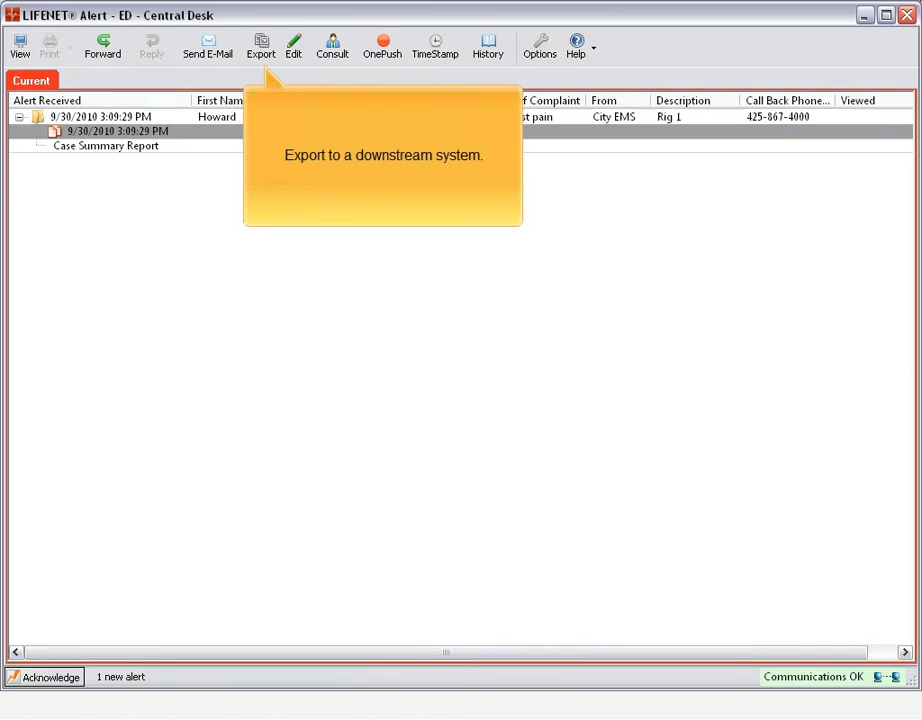 LIFENET® Alert - ED - Central Desk
View Print Forward Reply Send E-Mail Export Edit Consult OnePush TimeStamp History Options Help
Current
Alert Received First Nam f Complaint From Description Call Back Phone... Viewed
9/30/2010 3:09:29 PM Howard st pain City EMS Rig 1 425-867-4000
9/30/2010 3:09:29 PM
Case Summary Report
Export to a downstream system.
Acknowledge 1 new alert Communications OK